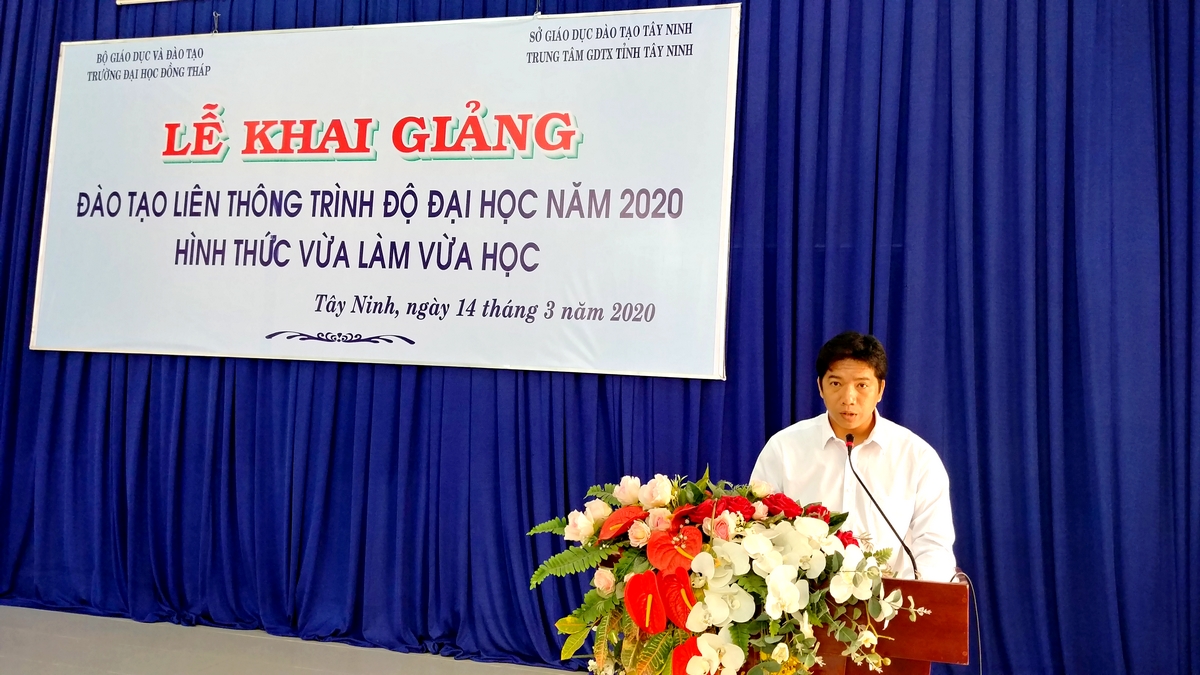 BỘ GIÁO DỤC VÀ ĐÀO TẠO
TRƯỜNG ĐẠI HỌC ĐỒNG THÁP
SỞ GIÁO DỤC ĐÀO TẠO TÂY NINH
TRUNG TÂM GDTX TỈNH TÂY NINH
LỄ KHAI GIẢNG
ĐÀO TẠO LIÊN THÔNG TRÌNH ĐỘ ĐẠI HỌC NĂM 2020
HÌNH THỨC VỪA LÀM VỪA HỌC
Tây Ninh, ngày 14 tháng 3 năm 2020